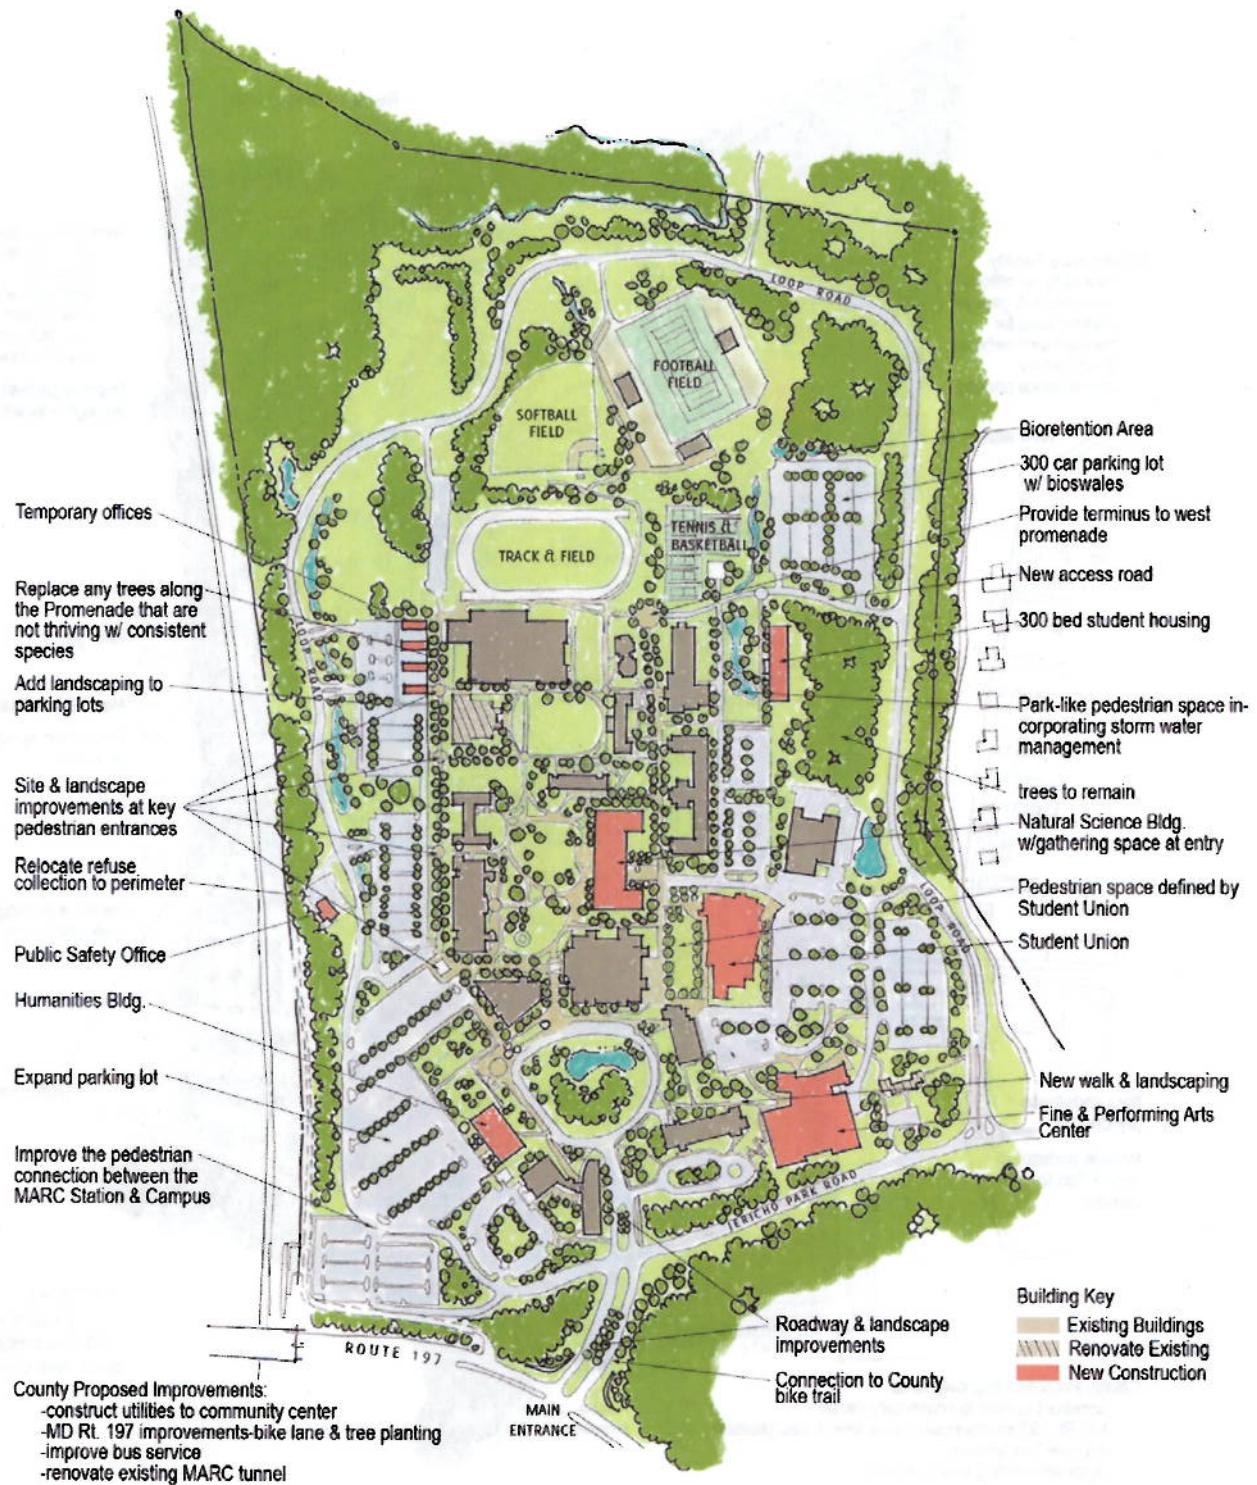 LOOP ROAD
FOOTBALL
FIELD
SOFTBALL
FIELD
Bioretention Area
300 car parking lot
w/ bioswales
Temporary offices
Provide terminus to west
promenade
TENNIS &
BASKETBALL
TRACK & FIELD
New access road
Replace any trees along
the Promenade that are
not thriving w/ consistent
species
300 bed student housing
LOOP ROAD
Add landscaping to
parking lots
Park-like pedestrian space in-
corporating storm water
management
Site & landscape
improvements at key
pedestrian entrances
trees to remain
Natural Science Bldg.
w/gathering space at entry
Relocate refuse
collection to perimeter
Pedestrian space defined by
Student Union
LOOP ROAD
Student Union
Public Safety Office
Humanities Bldg.
Expand parking lot
New walk & landscaping
Fine & Performing Arts
Center
Improve the pedestrian
connection between the
MARC Station & Campus
JERICHO PARK ROAD
Building Key
Existing Buildings
Renovate Existing
New Construction
Roadway & landscape
improvements
ROUTE 197
Connection to County
bike trail
County Proposed Improvements:
-construct utilities to community center
-MD Rt. 197 improvements-bike lane & tree planting
-improve bus service
-renovate existing MARC tunnel
MAIN
ENTRANCE